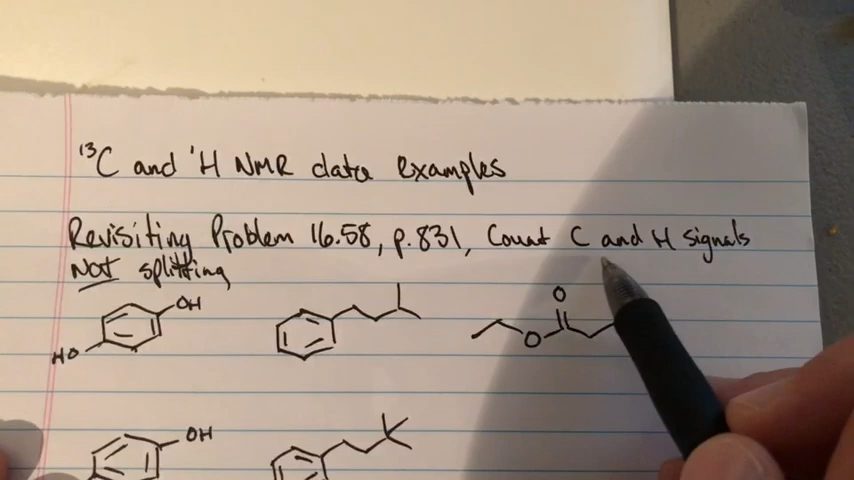 ¹³C and ¹H NMR data examples
Revisiting Problem 16.58, p.831, Count C and H signals
NOT splitting
OH
HO
O
O
OH